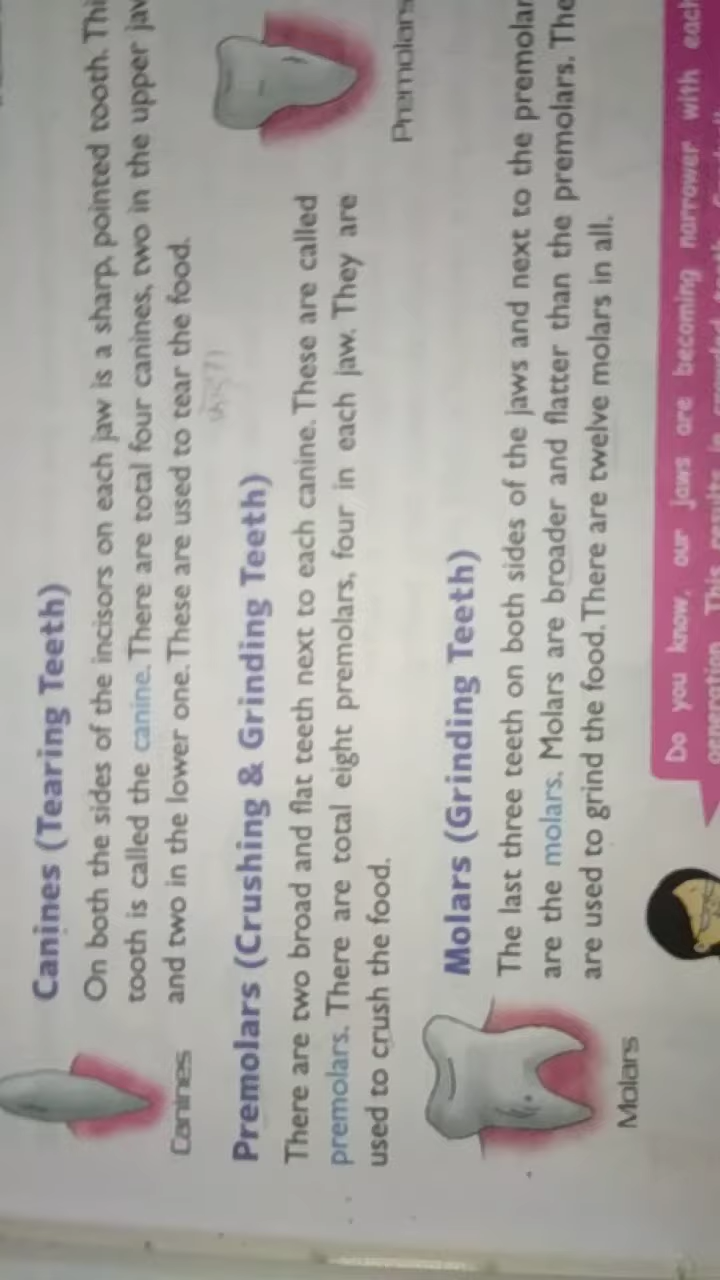 Canines (Tearing Teeth)
On both the sides of the incisors on each jaw is a sharp, pointed tooth. Thi
tooth is called the canine. There are total four canines, two in the upper jaw
and two in the lower one. These are used to tear the food.
Canines
Premolars (Crushing & Grinding Teeth)
There are two broad and flat teeth next to each canine. These are called
premolars. There are total eight premolars, four in each jaw. They are
used to crush the food.
Premolars
Molars (Grinding Teeth)
The last three teeth on both sides of the jaws and next to the premolar
are the molars. Molars are broader and flatter than the premolars. The
are used to grind the food. There are twelve molars in all.
Molars
Do you know, our jaws are becoming narrower with each
generation. This results in